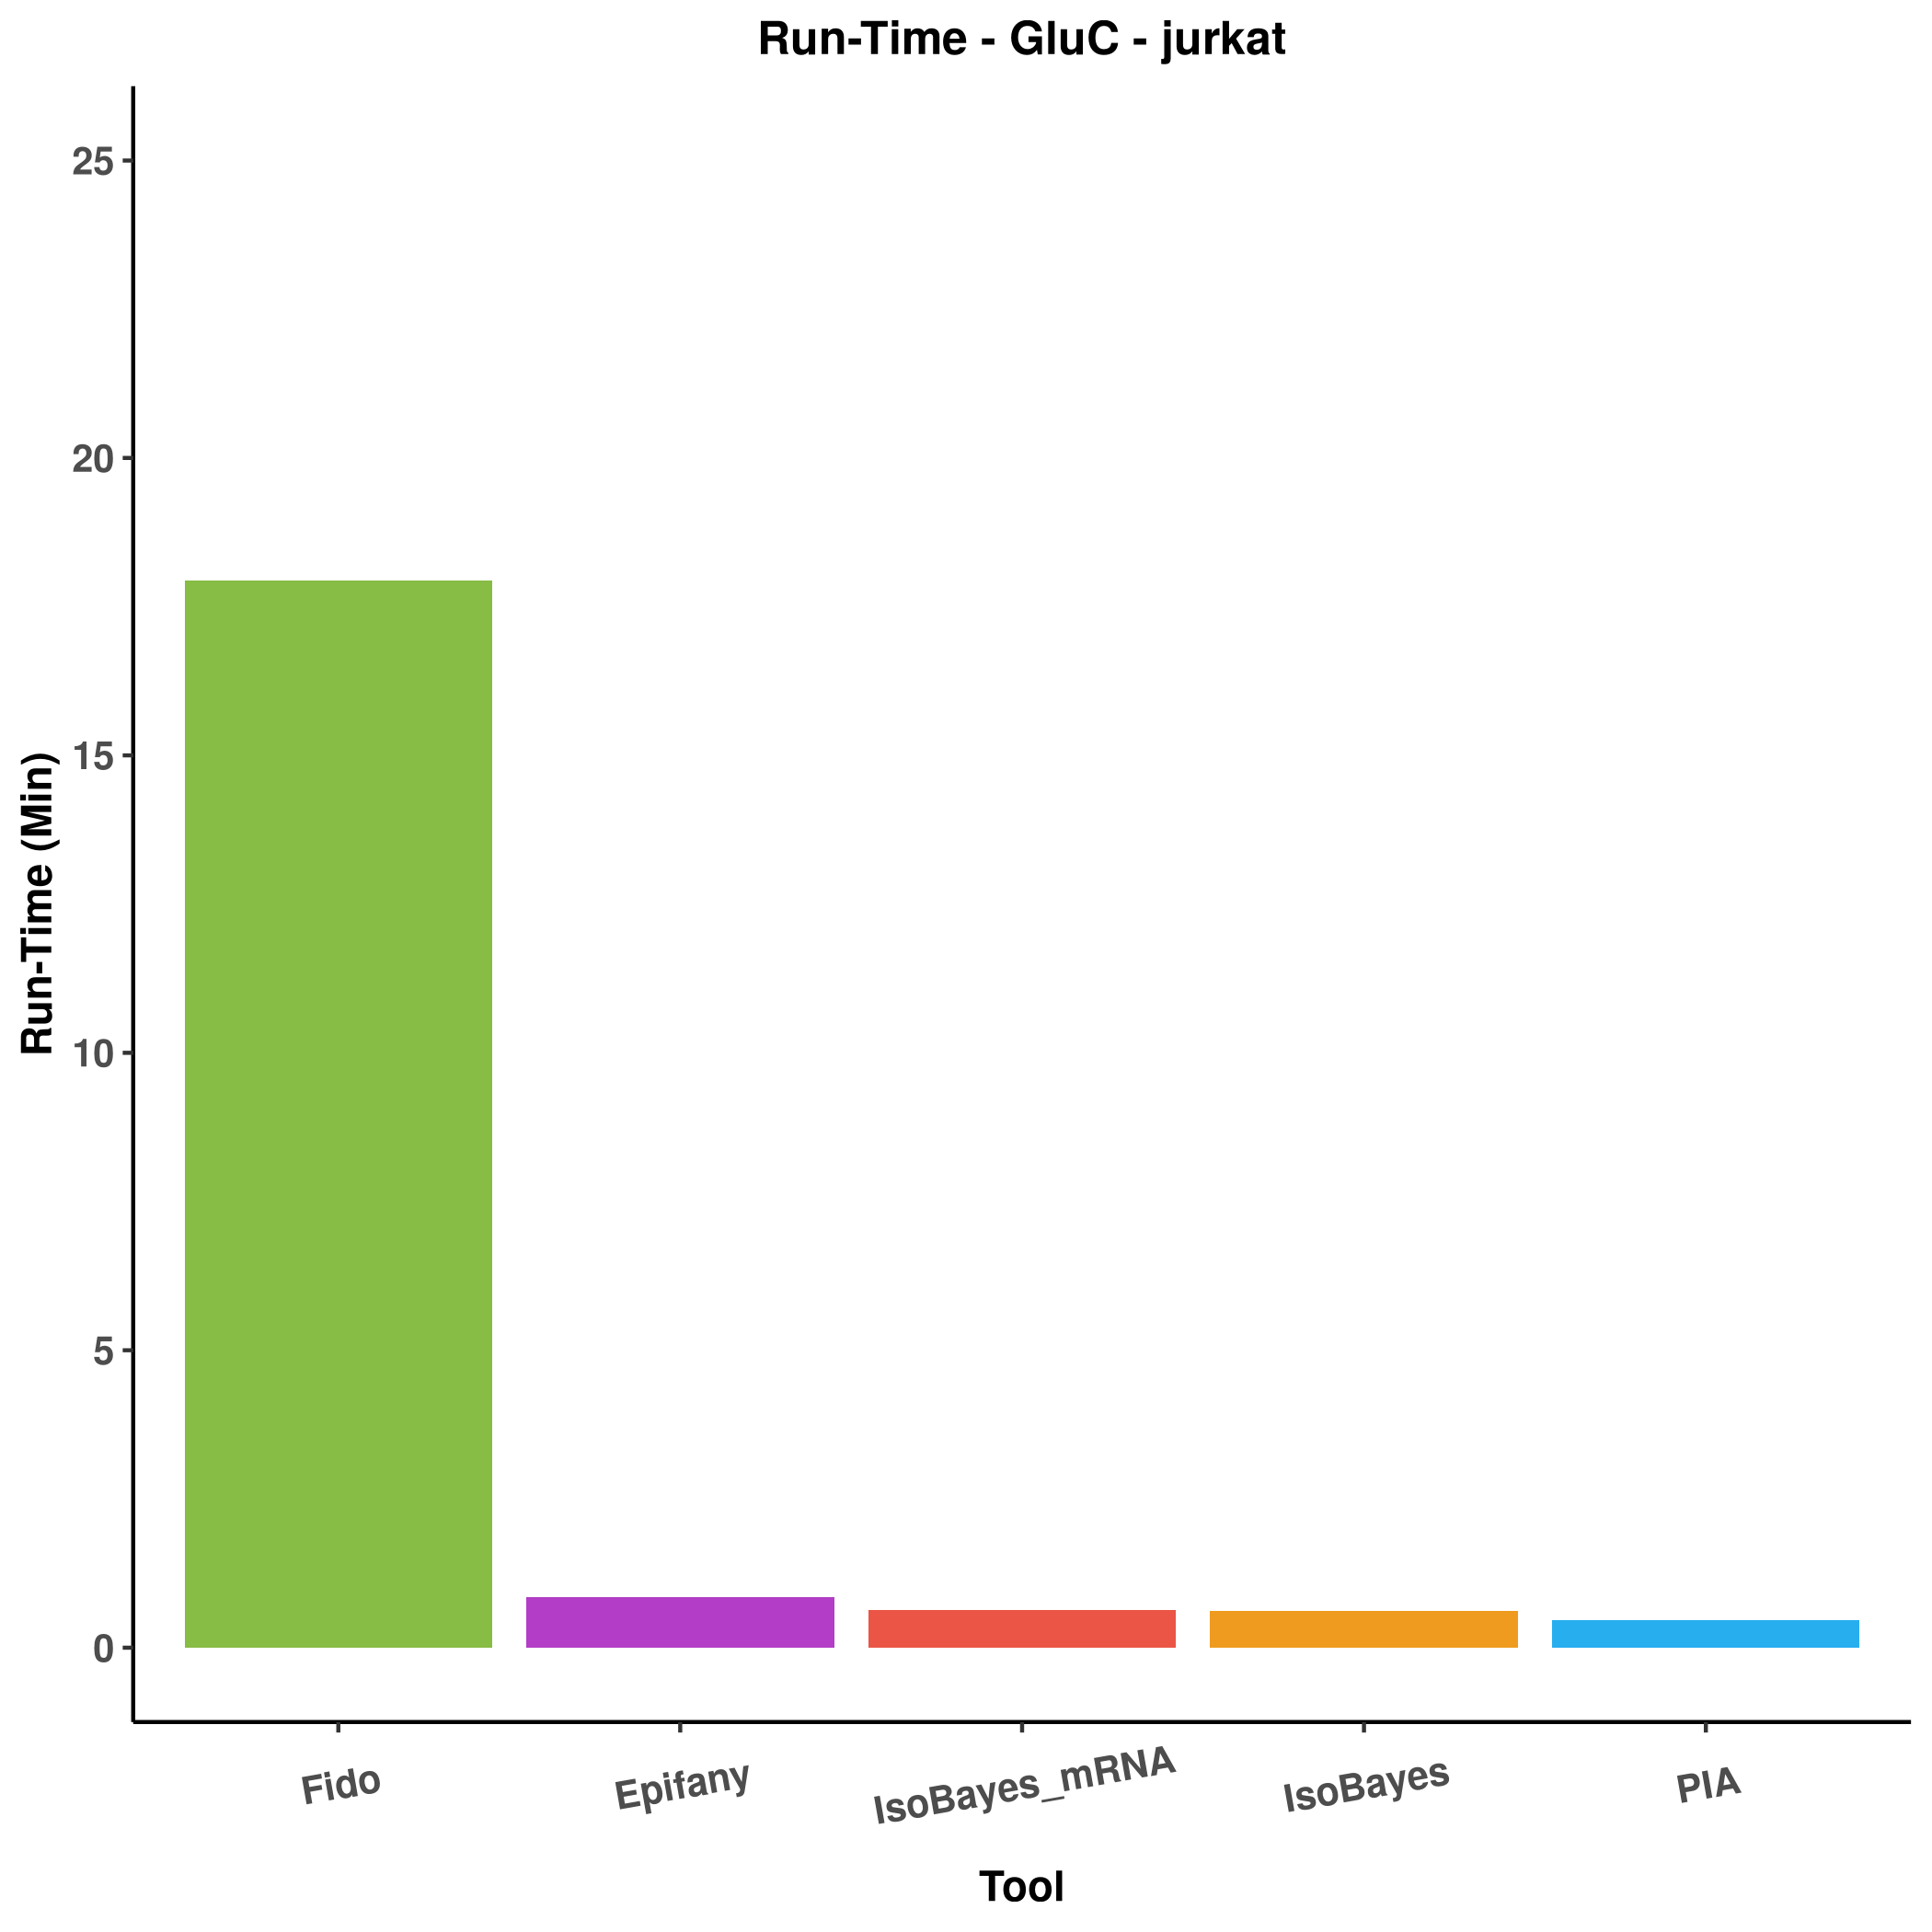 Run-Time - GluC - jurkat
Run-Time (Min)
25
20
15
10
5
0
Fido
Epifany
IsoBayes_mRNA
IsoBayes
PIA
Tool